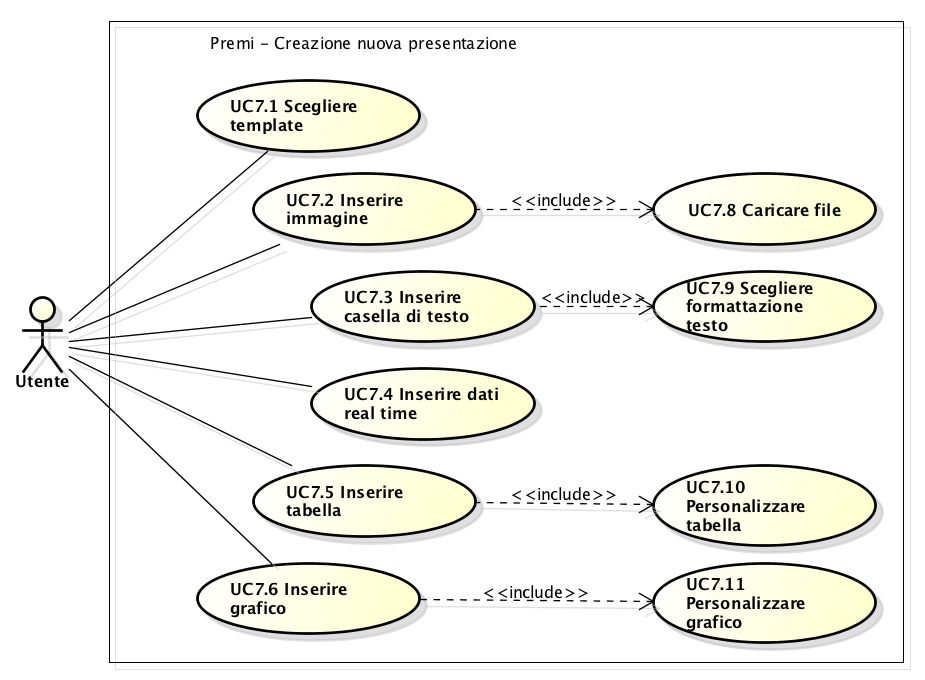 Premi - Creazione nuova presentazione
UC7.1 Scegliere
template
UC7.2 Inserire
immagine
<<include>>
UC7.8 Caricare file
UC7.3 Inserire
casella di testo
<<include>>
UC7.9 Scegliere
formattazione
testo
Utente
UC7.4 Inserire dati
real time
UC7.5 Inserire
tabella
<<include>>
UC7.10
Personalizzare
tabella
UC7.6 Inserire
grafico
<<include>>
UC7.11
Personalizzare
grafico